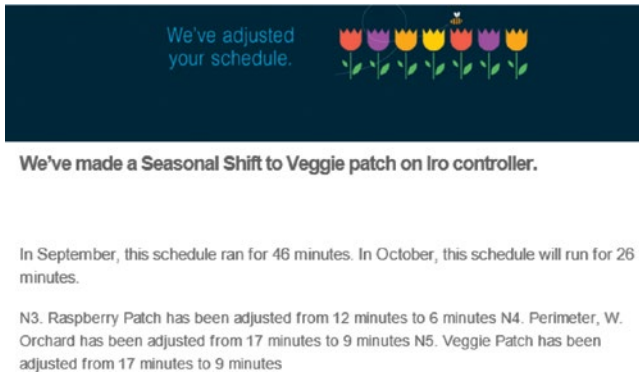 We've adjusted
your schedule.
We've made a Seasonal Shift to Veggie patch on Iro controller.
In September, this schedule ran for 46 minutes. In October, this schedule will run for 26
minutes.
N3. Raspberry Patch has been adjusted from 12 minutes to 6 minutes N4. Perimeter, W.
Orchard has been adjusted from 17 minutes to 9 minutes N5. Veggie Patch has been
adjusted from 17 minutes to 9 minutes